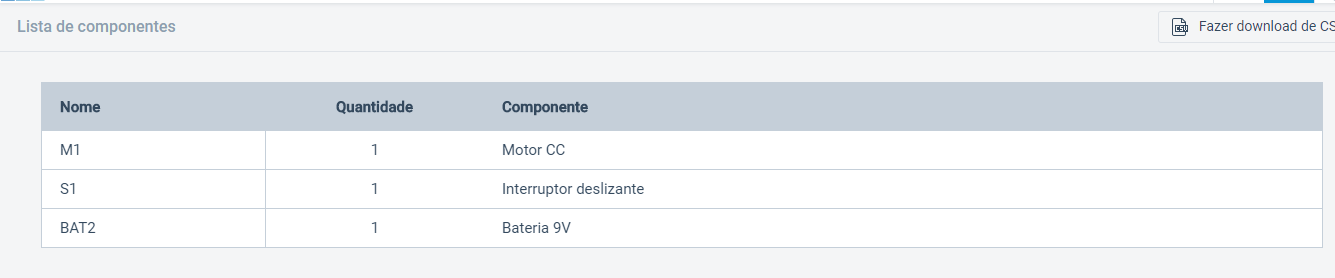 Lista de componentes
Fazer download de CS
Nome Quantidade Componente
M1 1 Motor CC
S1 1 Interruptor deslizante
BAT2 1 Bateria 9V